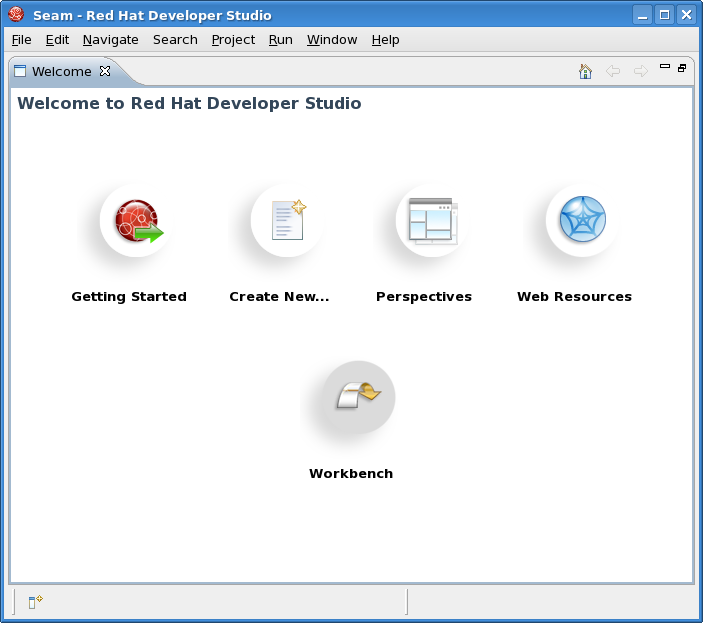 Seam - Red Hat Developer Studio
File Edit Navigate Search Project Run Window Help
Welcome
Welcome to Red Hat Developer Studio
Getting Started Create New... Perspectives Web Resources
Workbench